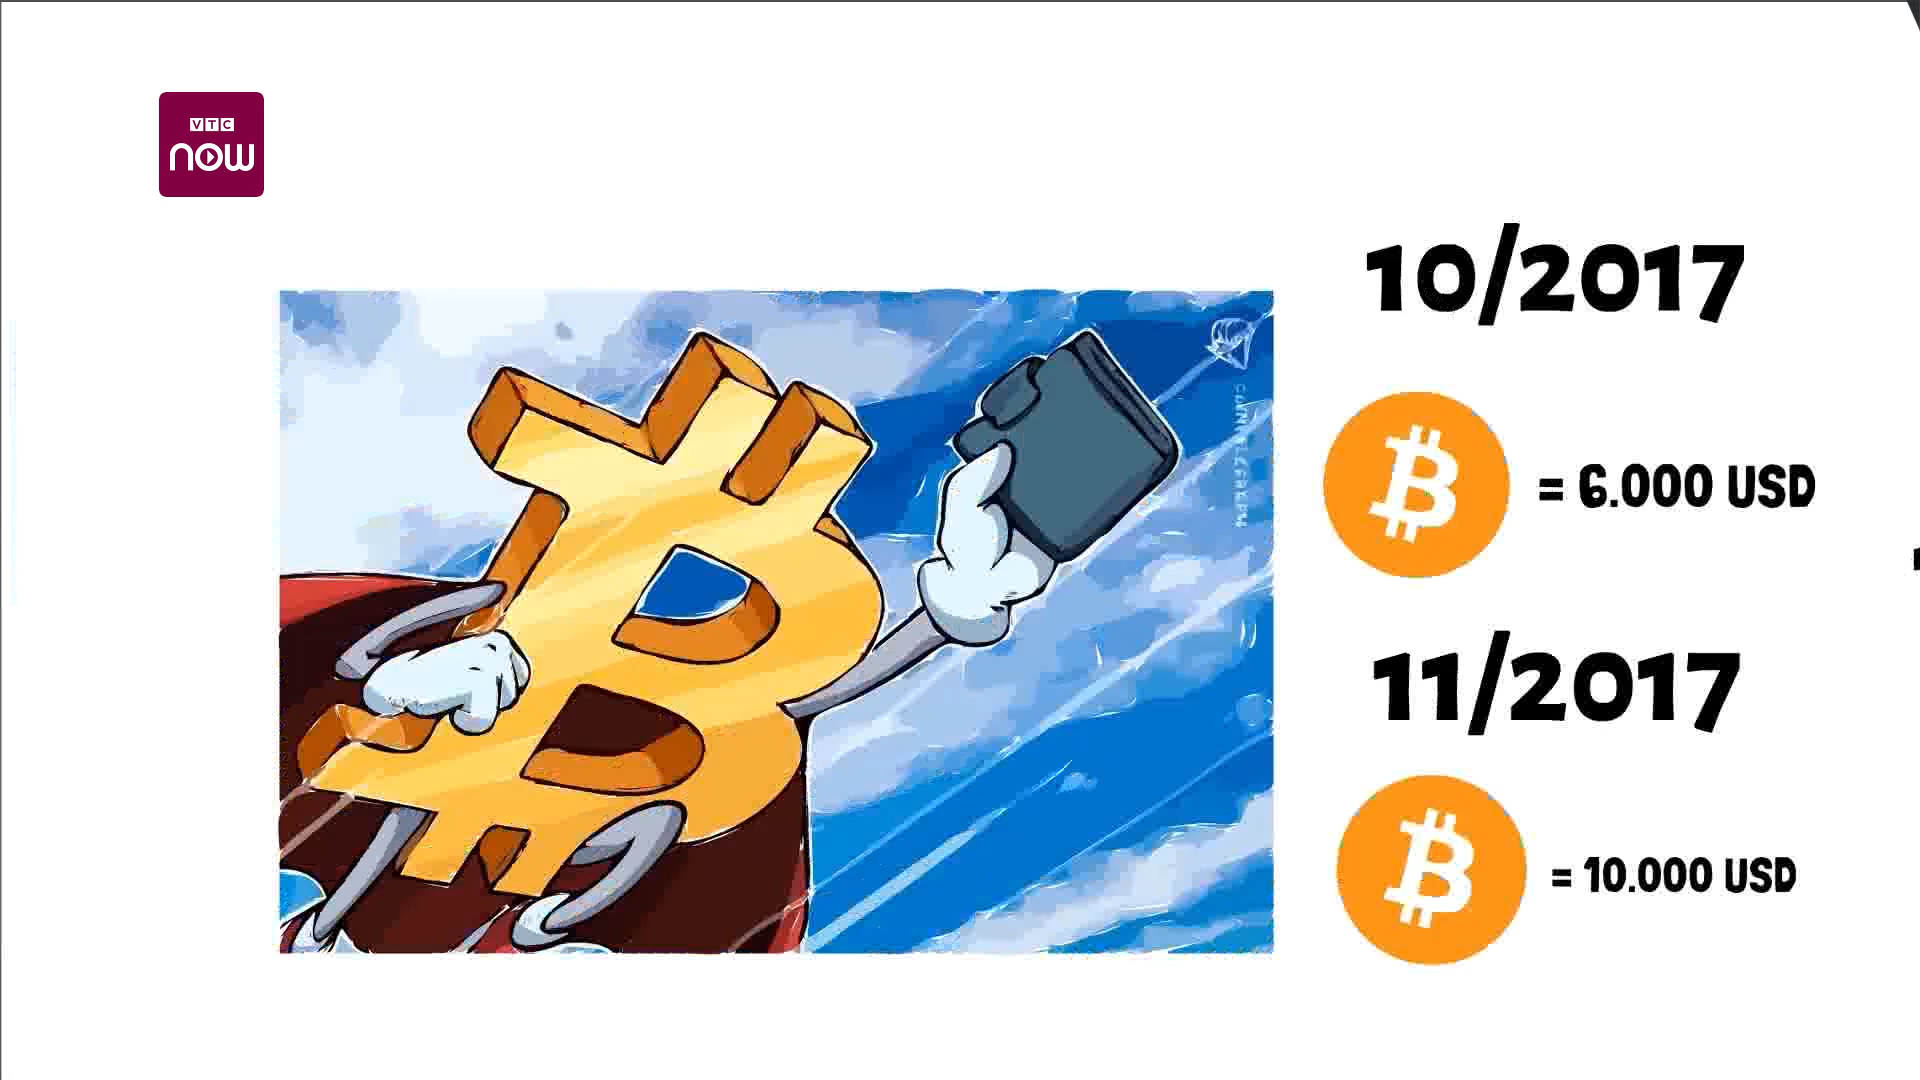 VTC
now
10/2017
= 6.000 USD
11/2017
= 10.000 USD